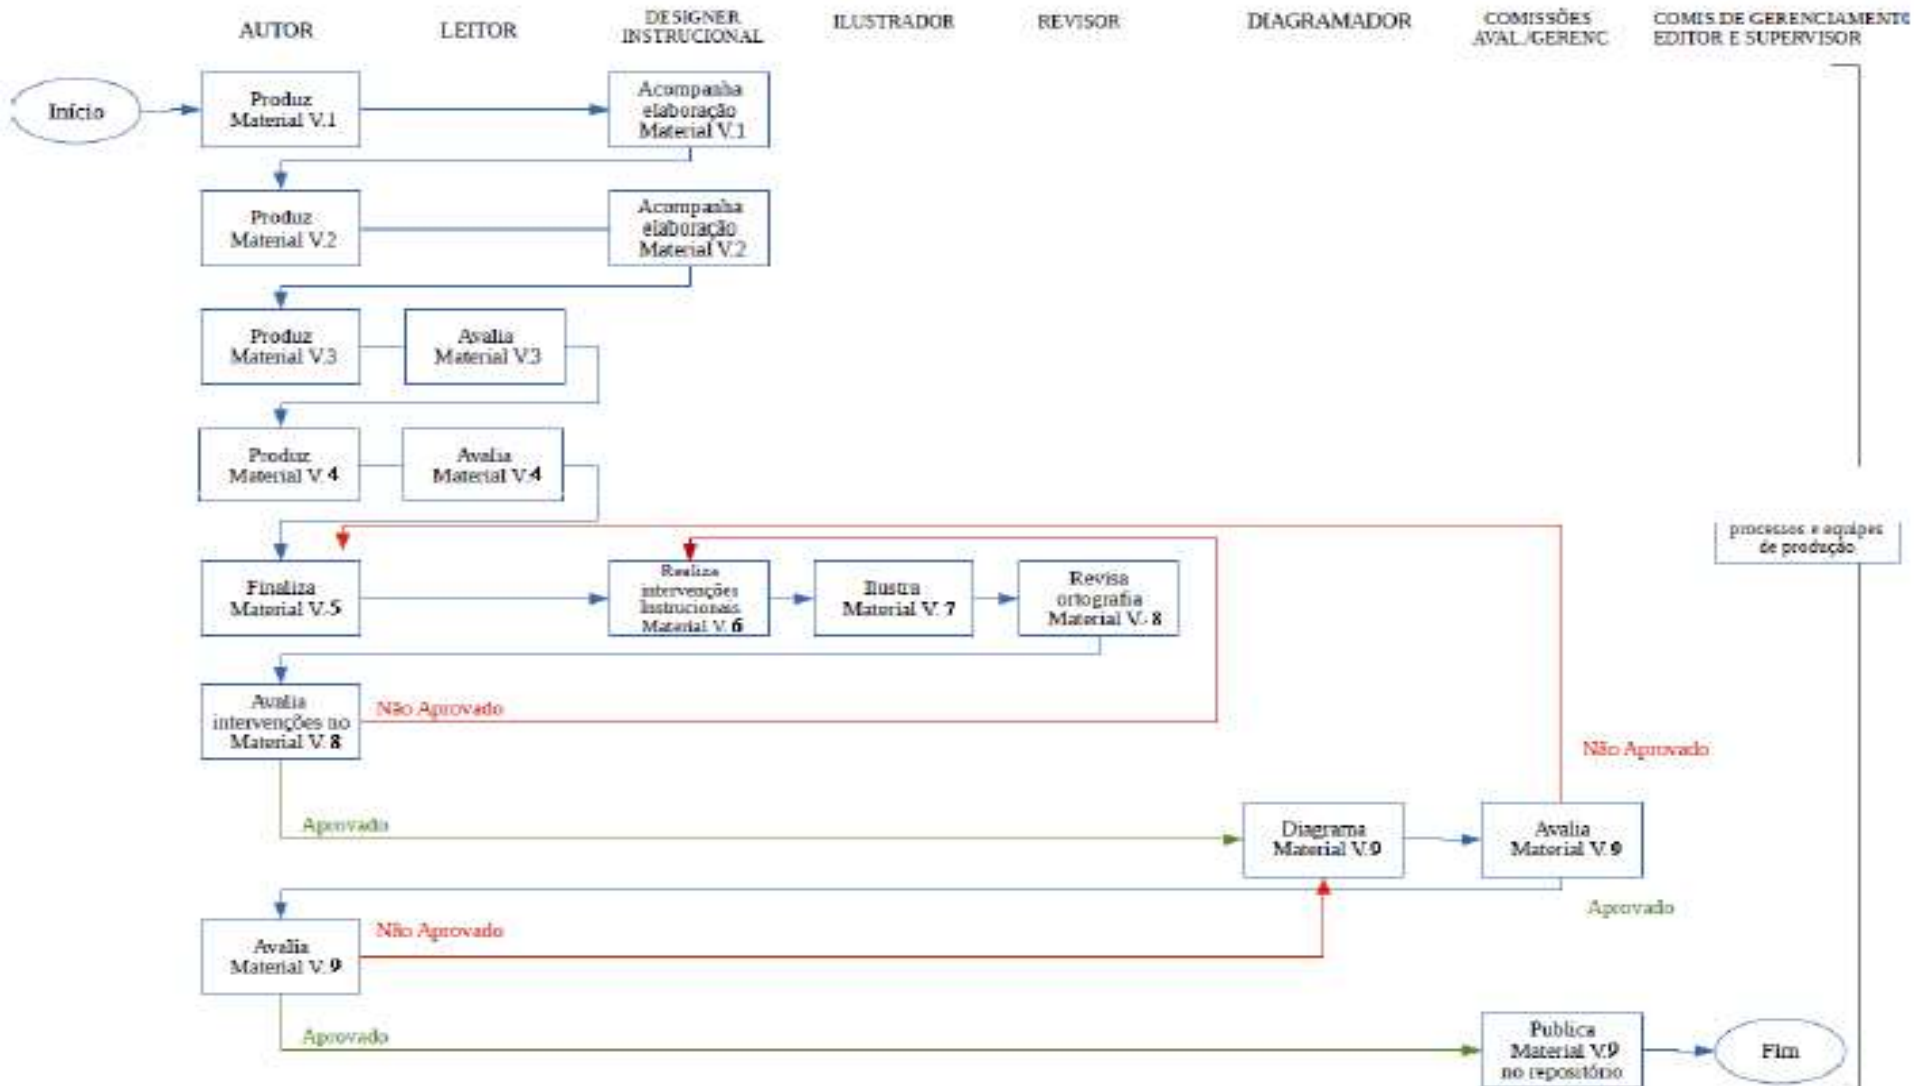 AUTOR
LEITOR
DESIGNER
INSTRUCIONAL
ILUSTRADOR
REVISOR
DIAGRAMADOR
COMISSÕES
AVAL./GERENC
COMIS.DE GERENCIAMENTO
EDITOR E SUPERVISOR
Início
Produz
Material V.1
Acompanha
elaboração
Material V.1
Produz
Material V.2
Acompanha
elaboração
Material V.2
Produz
Material V.3
Avalia
Material V.3
Produz
Material V.4
Avalia
Material V.4
processos e equipes
de produção
Finaliza
Material V.5
Realiza
intervenções
Instrucionais
Material V. 6
Ilustra
Material V. 7
Revisa
ortografia
Material V. 8
Avalia
intervenções no
Material V. 8
Não Aprovado
Não Aprovado
Aprovado
Diagrama
Material V.9
Avalia
Material V.9
Aprovado
Avalia
Material V.9
Não Aprovado
Aprovado
Publica
Material V.9
no repositório
Fim